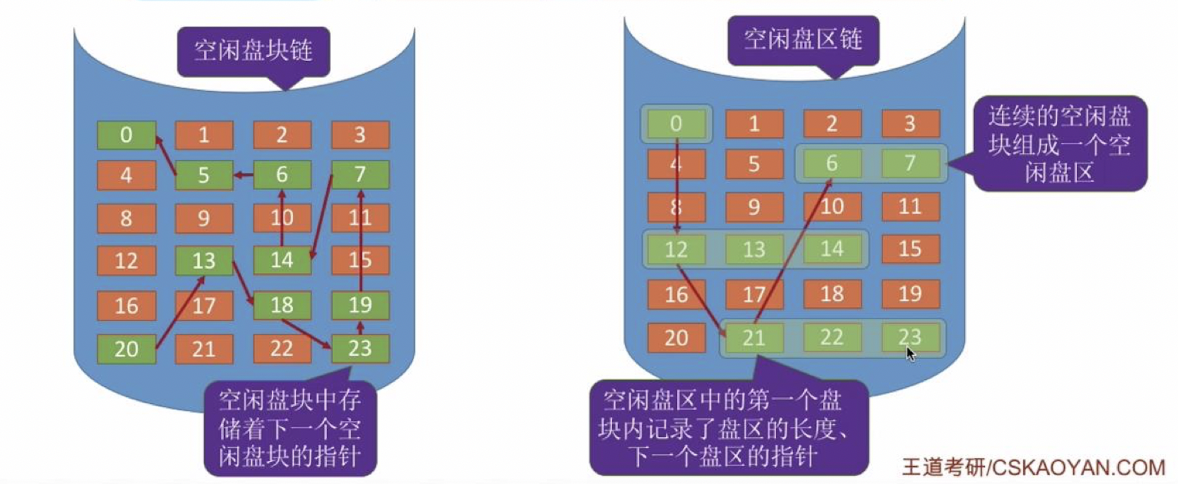 空闲盘块链
0 1 2 3
4 5 6 7
8 9 10 11
12 13 14 15
16 17 18 19
20 21 22 23
空闲盘块中存
储着下一个空
闲盘块的指针
空闲盘区链
0 1 2 3
4 5 6 7
8 9 10 11
12 13 14 15
16 17 18 19
20 21 22 23
连续的空闲盘
块组成一个空
闲盘区
空闲盘区中的第一个盘
块内记录了盘区的长度、
下一个盘区的指针
王道考研/CSKAOYAN.COM